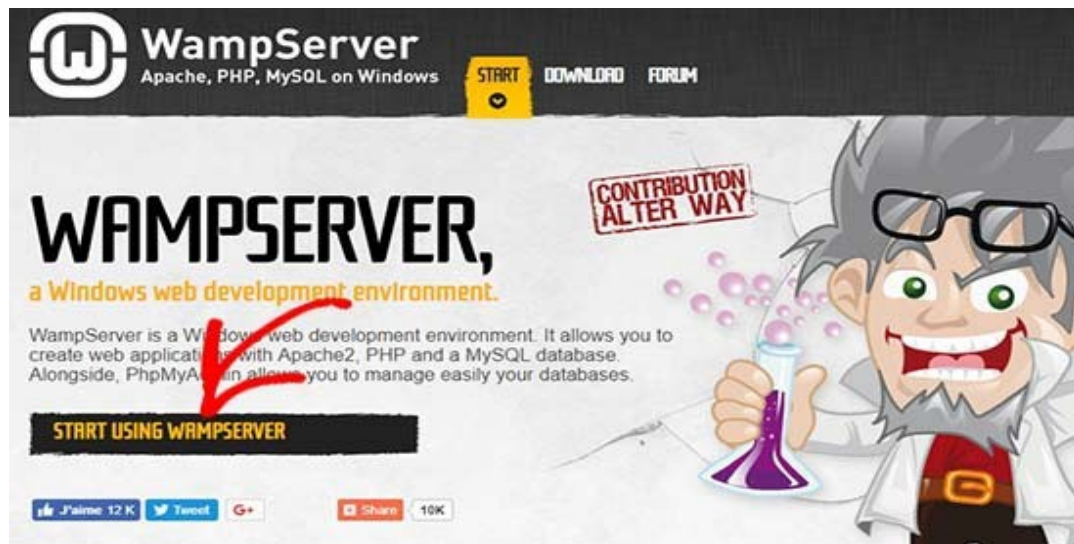 WampServer
Apache, PHP, MySQL on Windows
START
DOWNLOAD
FORUM
CONTRIBUTION
ALTER WAY
WAMPSERVER,
a Windows web development environment.
WampServer is a Windows web development environment. It allows you to
create web applications with Apache2, PHP and a MySQL database.
Alongside, PhpMyAdmin allows you to manage easily your databases.
START USING WAMPSERVER
J'aime 12 K
Tweet
G+
Share
10K